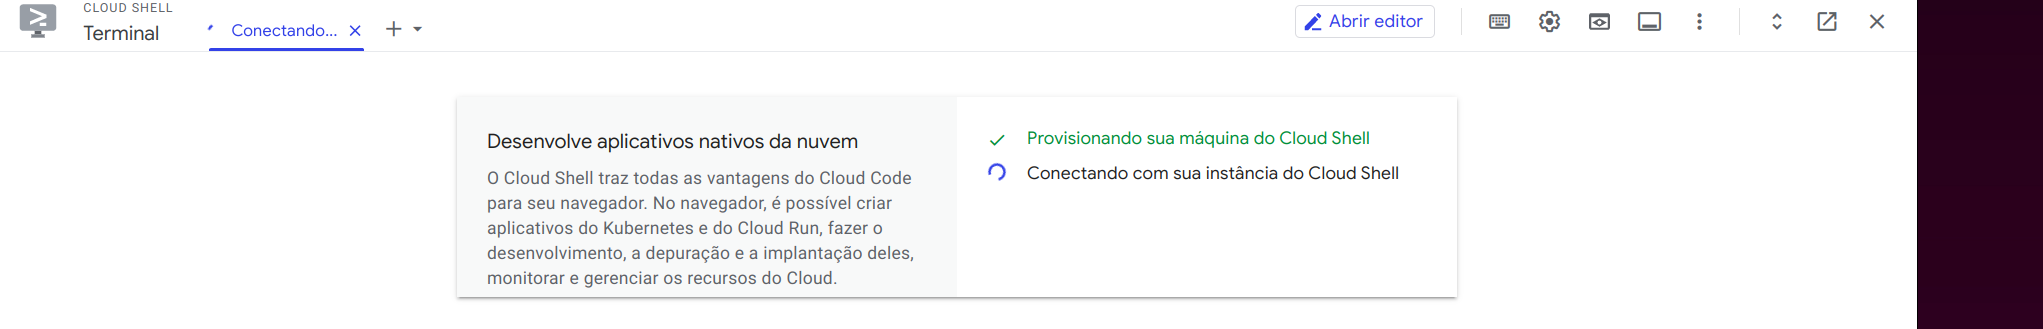 CLOUD SHELL
Terminal
Conectando...
Abrir editor
Desenvolve aplicativos nativos da nuvem
O Cloud Shell traz todas as vantagens do Cloud Code
para seu navegador. No navegador, é possível criar
aplicativos do Kubernetes e do Cloud Run, fazer o
desenvolvimento, a depuração e a implantação deles,
monitorar e gerenciar os recursos do Cloud.
Provisionando sua máquina do Cloud Shell
Conectando com sua instância do Cloud Shell